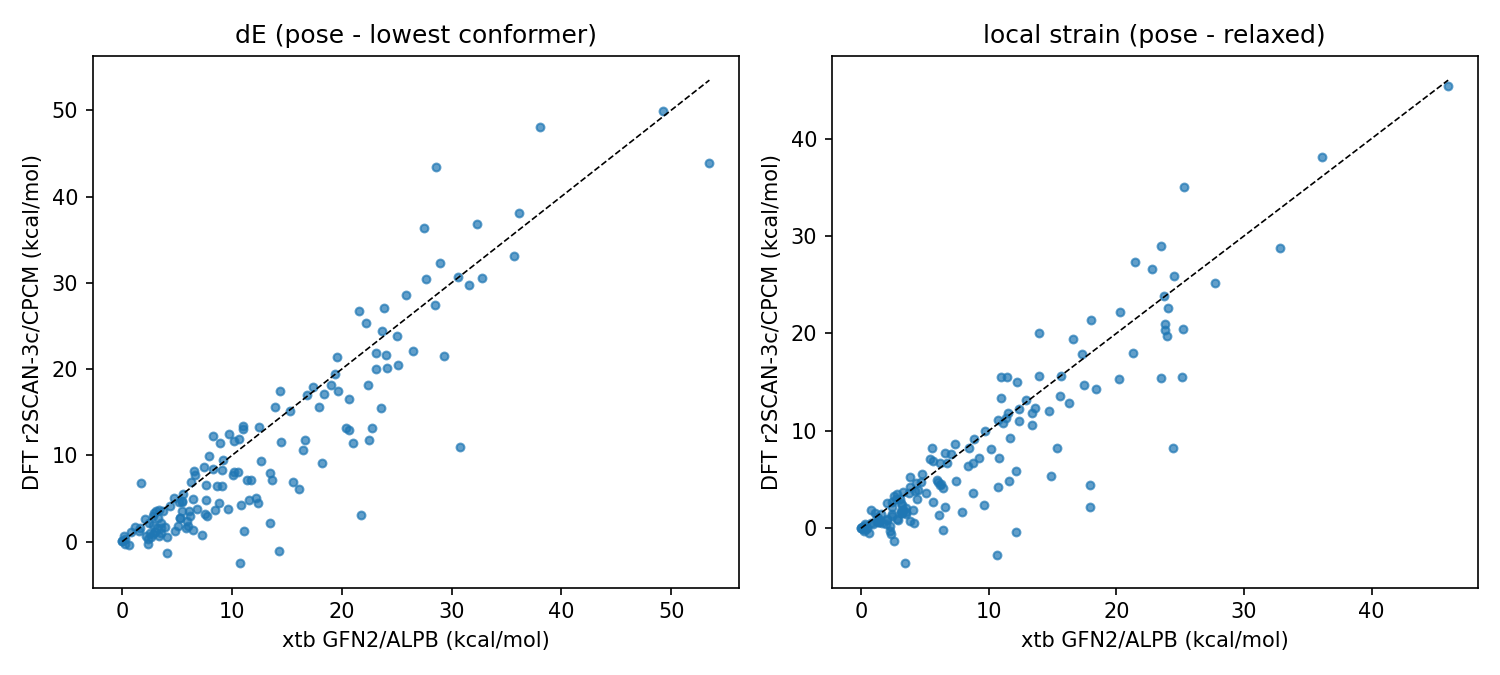 dE (pose - lowest conformer)
DFT r2SCAN-3c/CPCM (kcal/mol)
50
40
30
20
10
0
0 10 20 30 40 50
xtb GFN2/ALPB (kcal/mol)
local strain (pose - relaxed)
DFT r2SCAN-3c/CPCM (kcal/mol)
40
30
20
10
0
0 10 20 30 40
xtb GFN2/ALPB (kcal/mol)